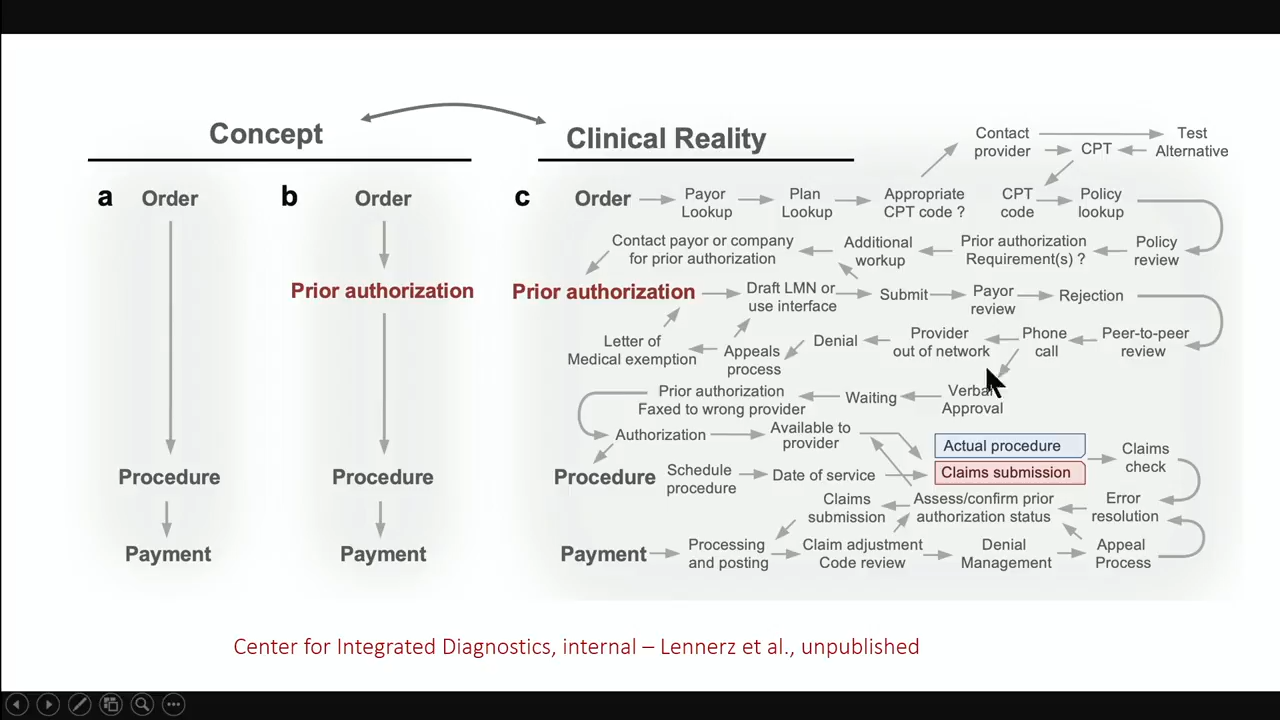 Concept
Clinical Reality
a
Order
Procedure
Payment
b
Order
Prior authorization
Procedure
Payment
c
Order
Payor
Lookup
Plan
Lookup
Appropriate
CPT code ?
Contact
provider
CPT
Test
Alternative
CPT
code
Policy
lookup
Policy
review
Prior authorization
Requirement(s) ?
Additional
workup
Contact payor or company
for prior authorization
Prior authorization
Draft LMN or
use interface
Submit
Payor
review
Rejection
Peer-to-peer
review
Phone
call
Provider
out of network
Denial
Appeals
process
Letter of
Medical exemption
Verbal
Approval
Waiting
Prior authorization
Faxed to wrong provider
Authorization
Available to
provider
Procedure
Schedule
procedure
Date of service
Actual procedure
Claims submission
Claims
check
Error
resolution
Assess/confirm prior
authorization status
Claims
submission
Payment
Processing
and posting
Claim adjustment
Code review
Denial
Management
Appeal
Process
Center for Integrated Diagnostics, internal – Lennerz et al., unpublished